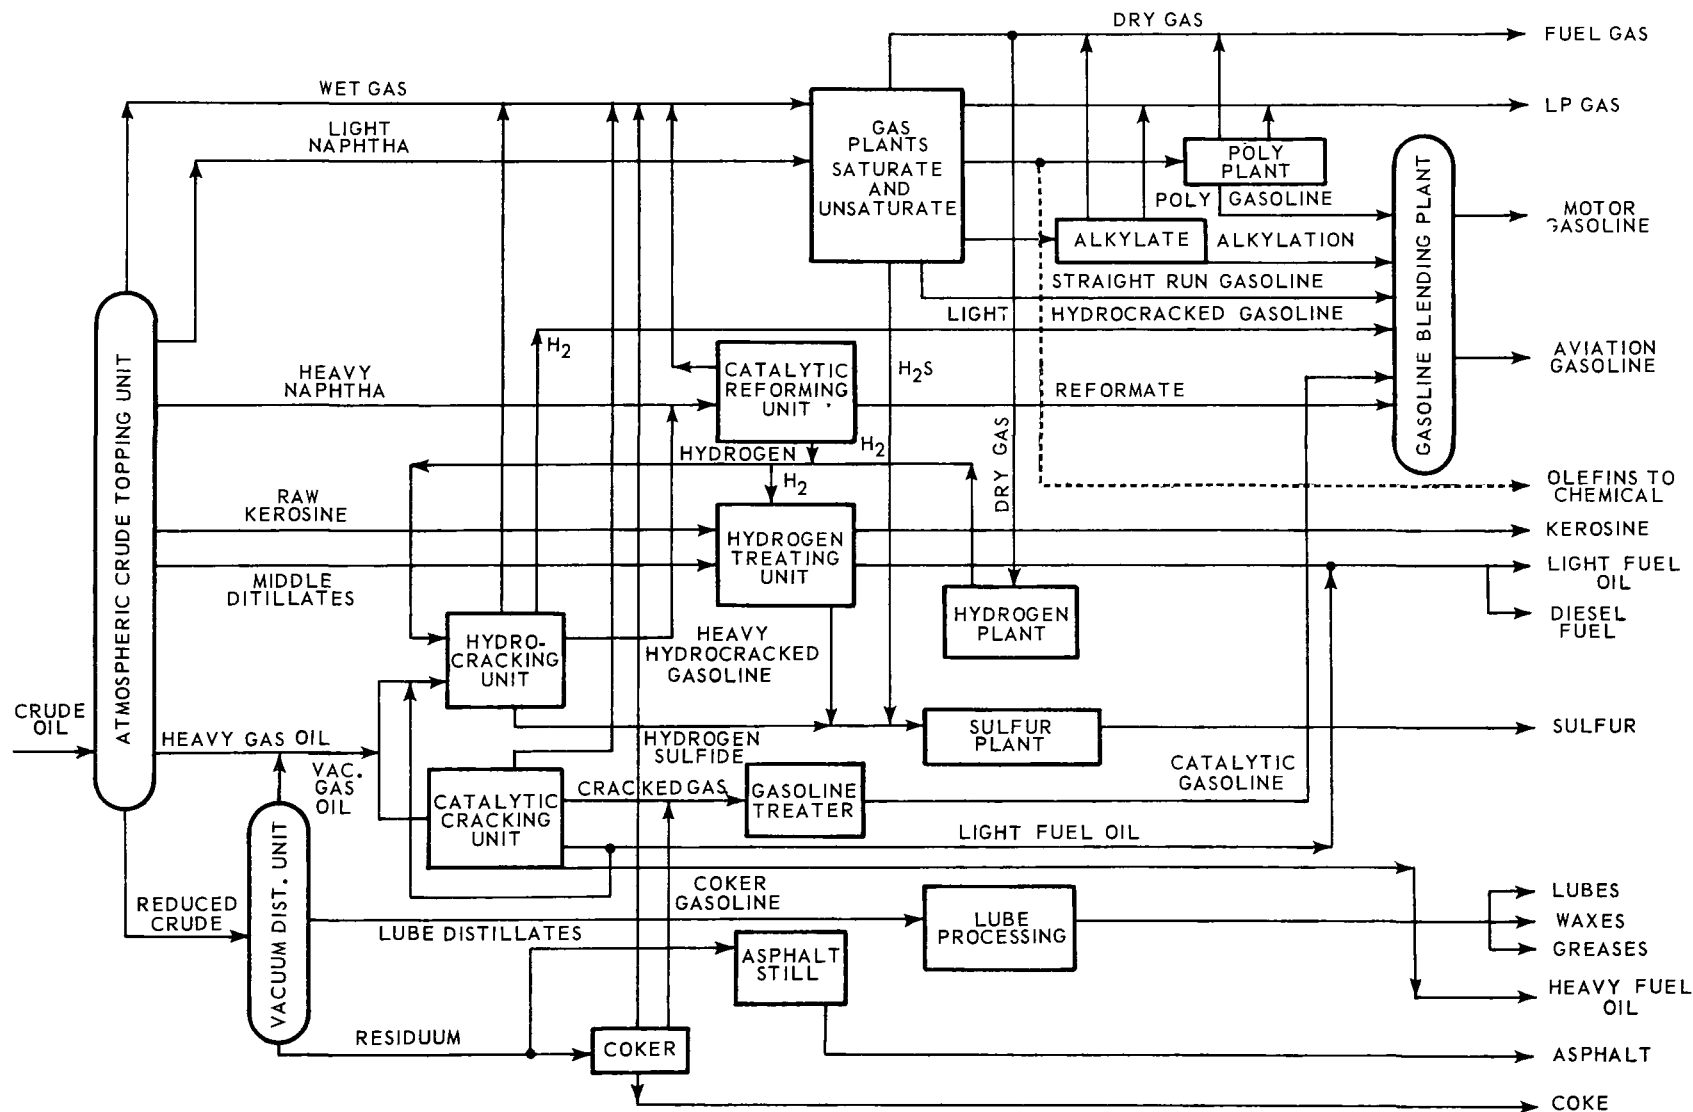 DRY GAS
FUEL GAS
WET GAS
LP GAS
LIGHT
NAPHTHA
GAS
PLANTS
SATURATE
AND
UNSATURATE
POLY
PLANT
POLY GASOLINE
MOTOR
GASOLINE
ALKYLATE
ALKYLATION
STRAIGHT RUN GASOLINE
LIGHT HYDROCRACKED GASOLINE
GASOLINE BLENDING PLANT
H2
H2S
AVIATION
GASOLINE
HEAVY
NAPHTHA
CATALYTIC
REFORMING
UNIT
REFORMATE
ATMOSPHERIC CRUDE TOPPING UNIT
HYDROGEN
H2
H2
DRY GAS
OLEFINS TO
CHEMICAL
RAW
KEROSINE
HYDROGEN
TREATING
UNIT
KEROSINE
MIDDLE
DITILLATES
LIGHT FUEL
OIL
HYDROGEN
PLANT
DIESEL
FUEL
HYDRO-
CRACKING
UNIT
HEAVY
HYDROCRACKED
GASOLINE
CRUDE
OIL
HEAVY GAS OIL
VAC.
GAS
OIL
HYDROGEN
SULFIDE
SULFUR
PLANT
SULFUR
CATALYTIC
GASOLINE
CATALYTIC
CRACKING
UNIT
CRACKED GAS
GASOLINE
TREATER
LIGHT FUEL OIL
VACUUM DIST. UNIT
REDUCED
CRUDE
COKER
GASOLINE
LUBE DISTILLATES
LUBE
PROCESSING
LUBES
WAXES
GREASES
ASPHALT
STILL
HEAVY FUEL
OIL
RESIDUUM
COKER
ASPHALT
COKE